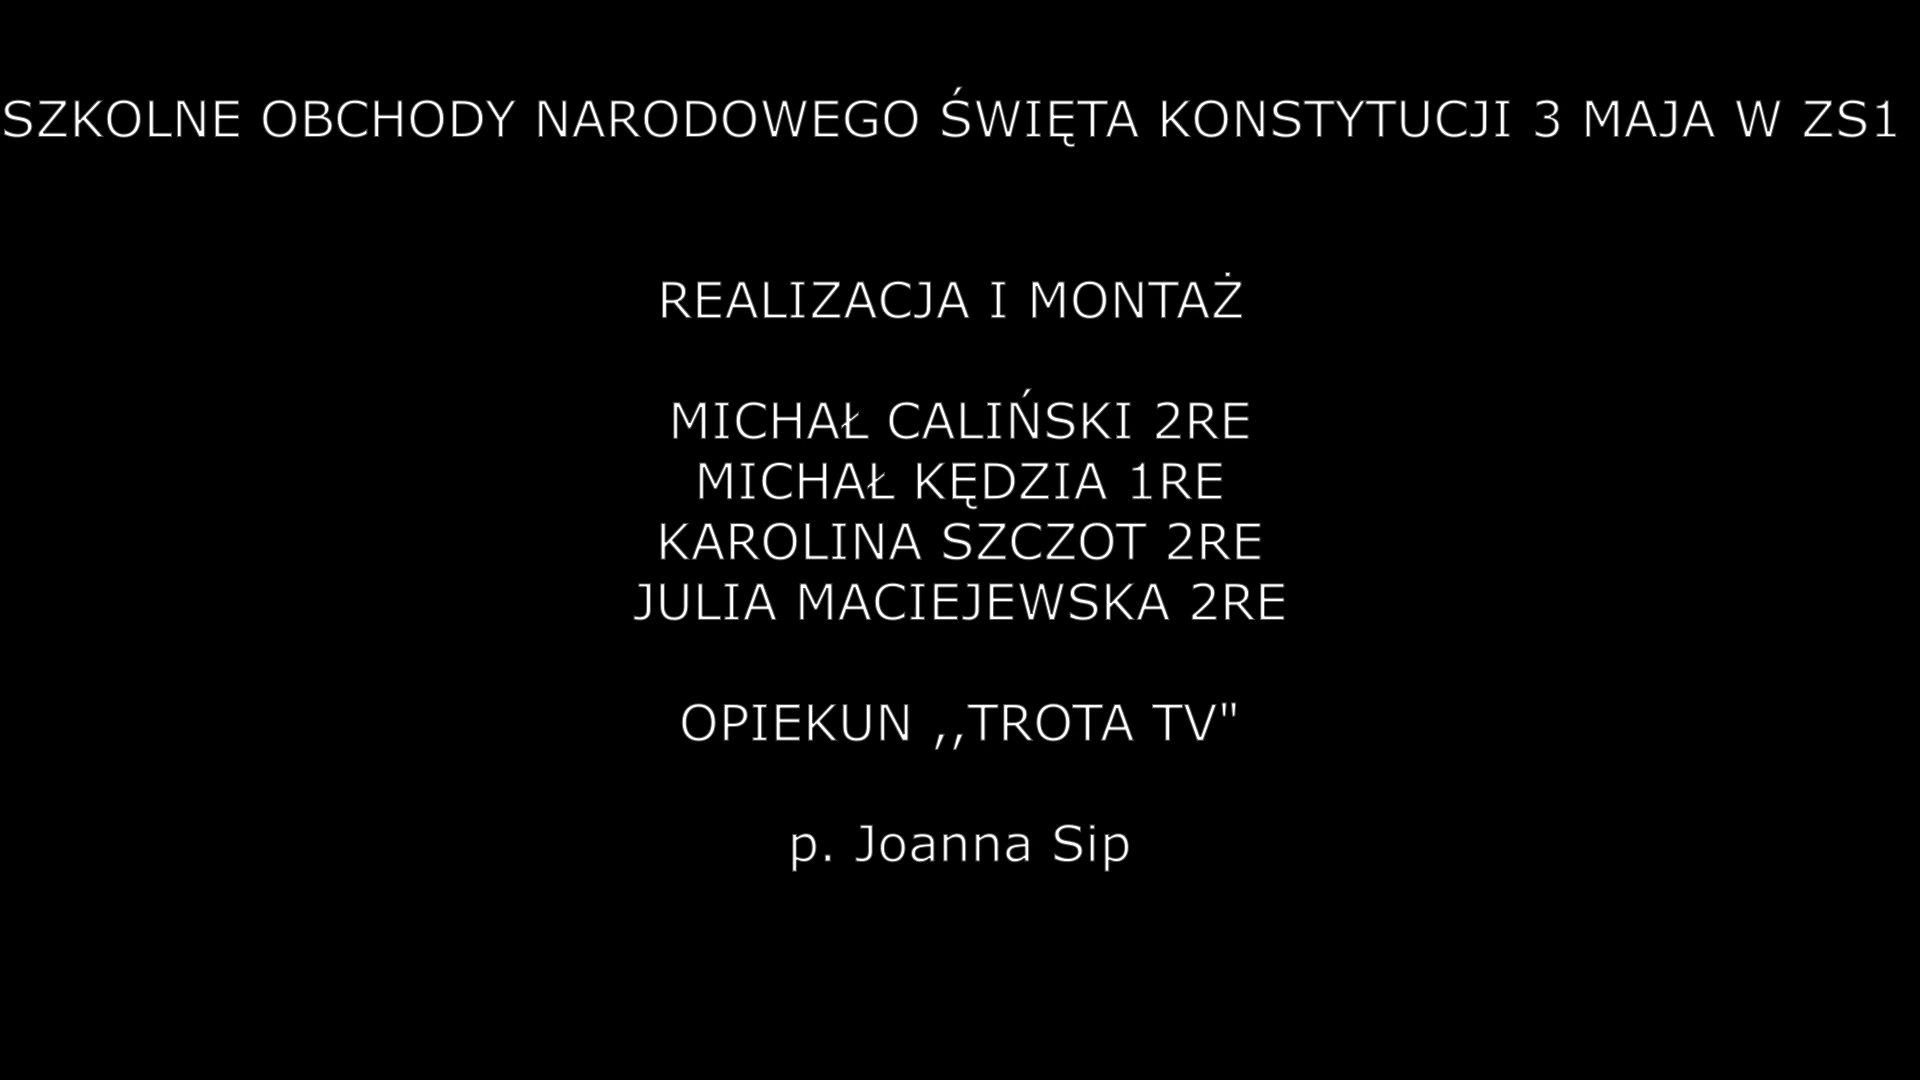 SZKOLNE OBCHODY NARODOWEGO ŚWIĘTA KONSTYTUCJI 3 MAJA W ZS1
REALIZACJA I MONTAŻ
MICHAŁ CALIŃSKI 2RE
MICHAŁ KĘDZIA 1RE
KAROLINA SZCZOT 2RE
JULIA MACIEJEWSKA 2RE
OPIEKUN ,,TROTA TV"
p. Joanna Sip